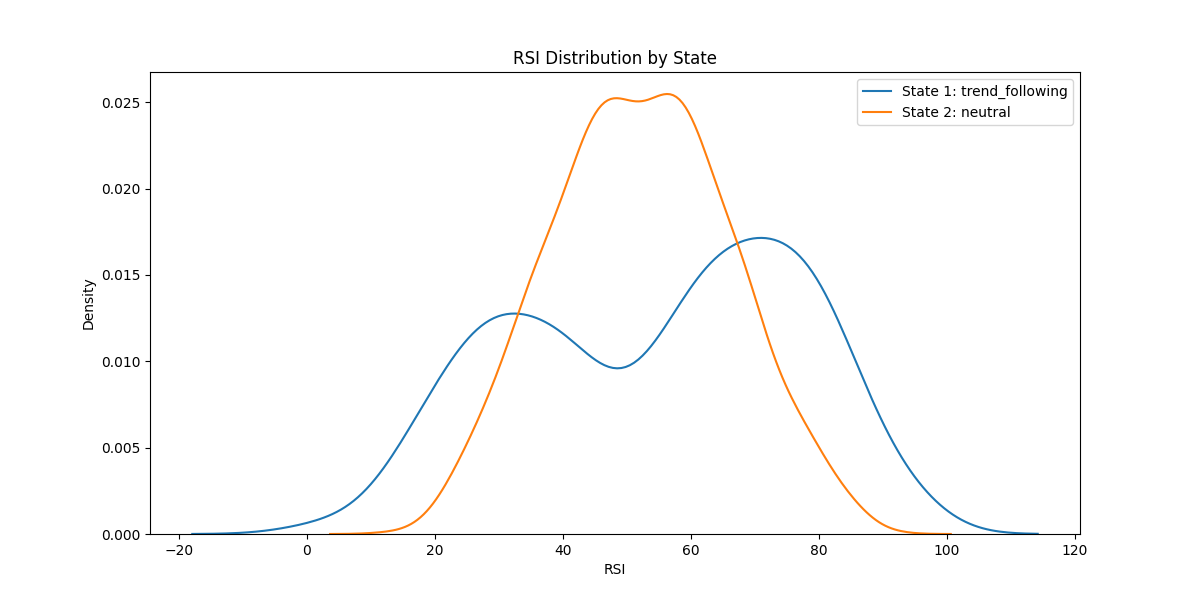 RSI Distribution by State
State 1: trend_following
State 2: neutral
Density
0.025
0.020
0.015
0.010
0.005
0.000
−20
0
20
40
60
80
100
120
RSI